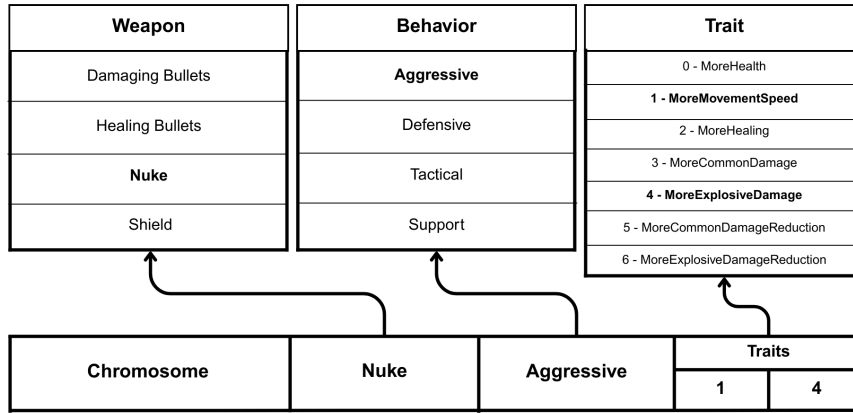 Weapon
Damaging Bullets
Healing Bullets
Nuke
Shield
Behavior
Aggressive
Defensive
Tactical
Support
Trait
0 - MoreHealth
1 - MoreMovementSpeed
2 - MoreHealing
3 - MoreCommonDamage
4 - MoreExplosiveDamage
5 - MoreCommonDamageReduction
6 - MoreExplosiveDamageReduction
Chromosome
Nuke
Aggressive
Traits
1
4